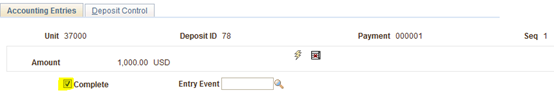 Accounting Entries Deposit Control
Unit 37000 Deposit ID 78 Payment 000001 Seq 1
Amount 1,000.00 USD
Complete Entry Event